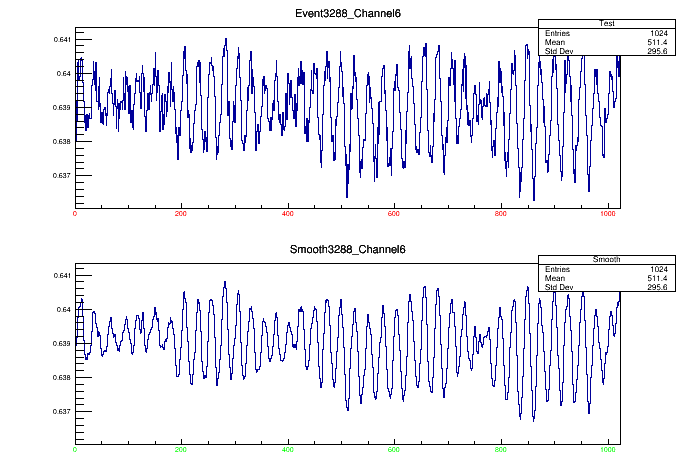 Event3288_Channel6
Test
Entries 1024
Mean 511.4
Std Dev 295.6
0.641
0.64
0.639
0.638
0.637
0 200 400 600 800 1000
Smooth3288_Channel6
Smooth
Entries 1024
Mean 511.4
Std Dev 295.6
0.641
0.64
0.639
0.638
0.637
0 200 400 600 800 1000